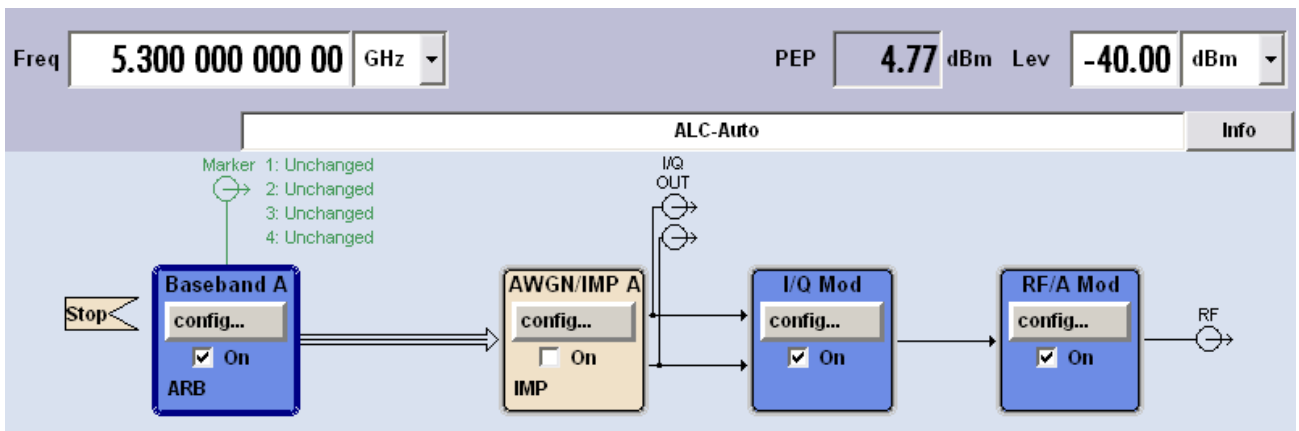 Freq 5.300 000 000 00 GHz PEP 4.77 dBm Lev -40.00 dBm
ALC-Auto Info
Marker 1: Unchanged
2: Unchanged
3: Unchanged
4: Unchanged
I/Q
OUT
Baseband A AWGN/IMP A I/Q Mod RF/A Mod
Stop config... config... config... config... RF
On On On On
ARB IMP